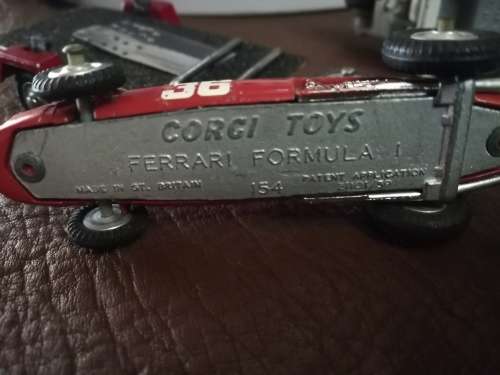 36
CORGI TOYS
FERRARI FORMULA 1
MADE IN GT. BRITAIN
154
PATENT APPLICATION